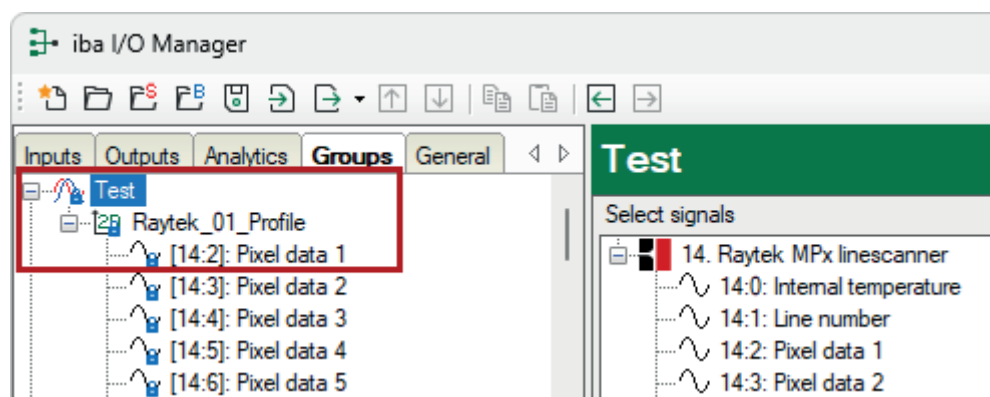 iba I/O Manager
Inputs Outputs Analytics Groups General
Test
Raytek_01_Profile
[14:2]: Pixel data 1
[14:3]: Pixel data 2
[14:4]: Pixel data 3
[14:5]: Pixel data 4
[14:6]: Pixel data 5
Test
Select signals
14. Raytek MPx linescanner
14:0: Internal temperature
14:1: Line number
14:2: Pixel data 1
14:3: Pixel data 2